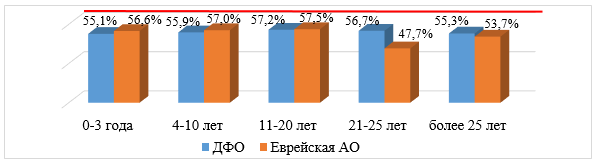 55,1% 56,6% 55,9% 57,0% 57,2% 57,5% 56,7% 47,7% 55,3% 53,7%
0-3 года 4-10 лет 11-20 лет 21-25 лет более 25 лет
ДФО Еврейская АО